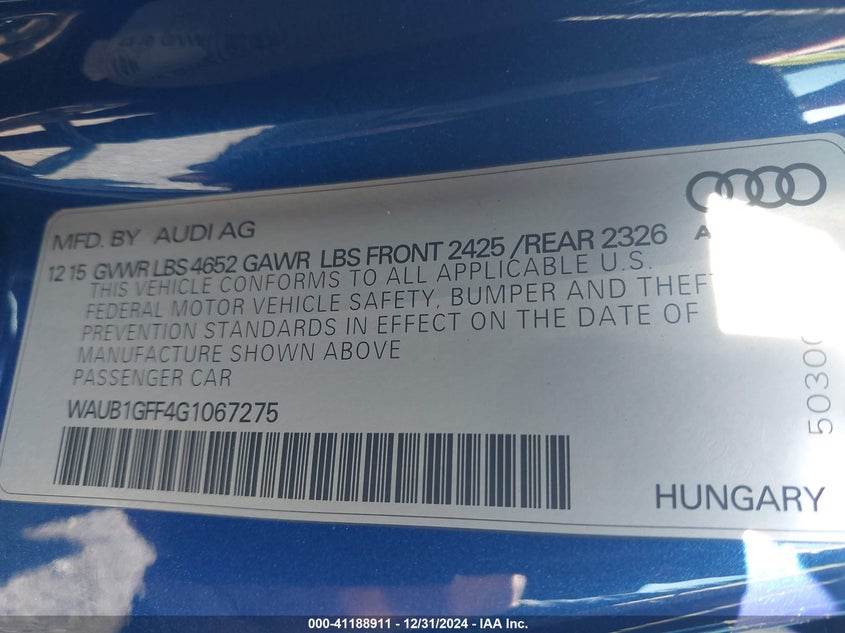 MFD. BY AUDI AG
12 15 GVWR LBS 4652 GAWR LBS FRONT 2425 /REAR 2326
THIS VEHICLE CONFORMS TO ALL APPLICABLE U.S.
FEDERAL MOTOR VEHICLE SAFETY, BUMPER AND THEF
PREVENTION STANDARDS IN EFFECT ON THE DATE OF
MANUFACTURE SHOWN ABOVE
PASSENGER CAR
WAUB1GFF4G1067275
HUNGARY
000-41188911 - 12/31/2024 - IAA Inc.